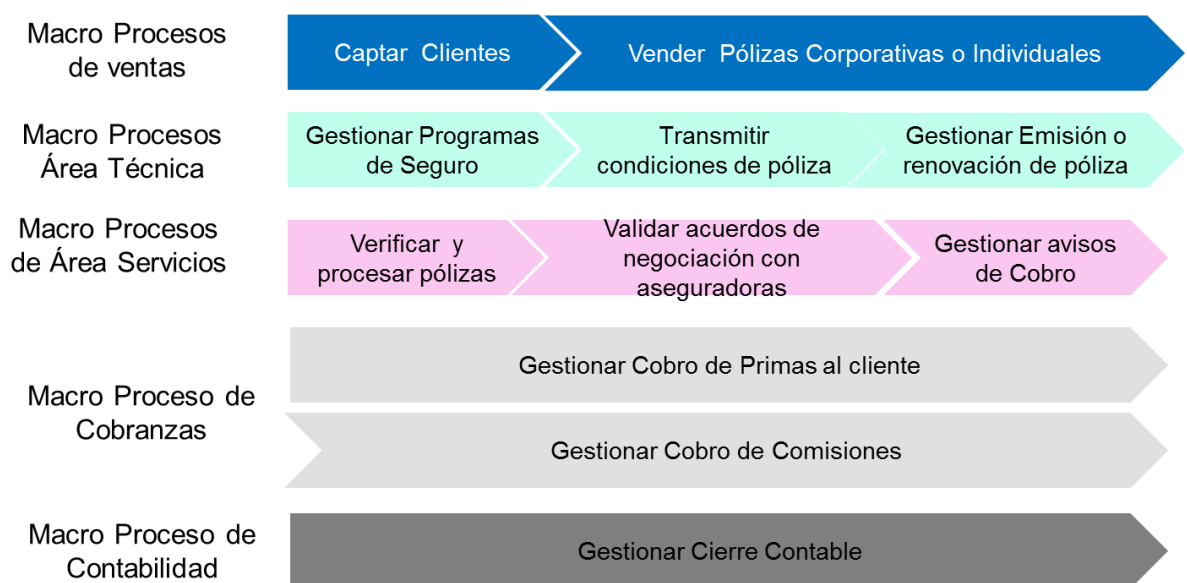 Macro Procesos
de ventas
Captar Clientes
Vender Pólizas Corporativas o Individuales
Macro Procesos
Área Técnica
Gestionar Programas
de Seguro
Transmitir
condiciones de póliza
Gestionar Emisión o
renovación de póliza
Macro Procesos
de Área Servicios
Verificar y
procesar pólizas
Validar acuerdos de
negociación con
aseguradoras
Gestionar avisos
de Cobro
Macro Proceso de
Cobranzas
Gestionar Cobro de Primas al cliente
Gestionar Cobro de Comisiones
Macro Proceso de
Contabilidad
Gestionar Cierre Contable